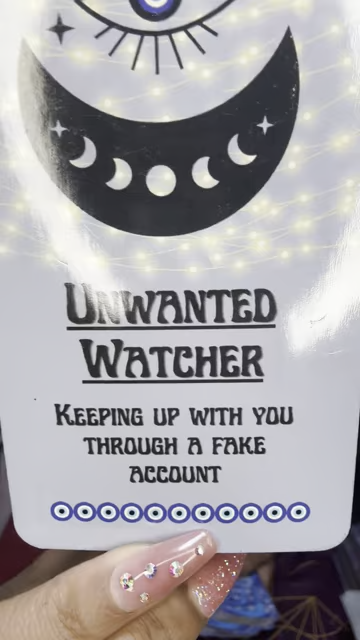 UNWANTED
WATCHER
KEEPING UP WITH YOU
THROUGH A FAKE
ACCOUNT